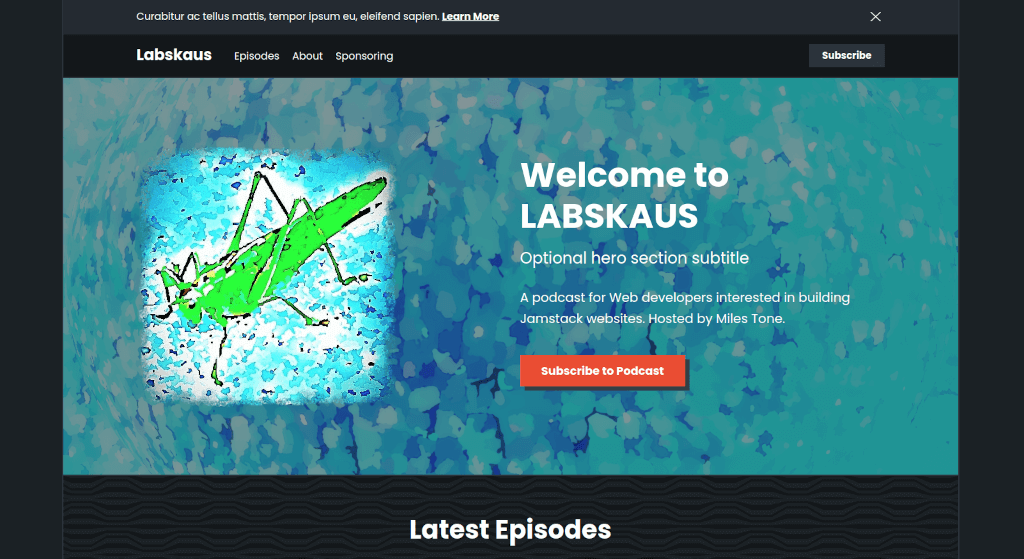 Curabitur ac tellus mattis, tempor ipsum eu, eleifend sapien. Learn More
Labskaus Episodes About Sponsoring Subscribe
Welcome to
LABSKAUS
Optional hero section subtitle
A podcast for Web developers interested in building
Jamstack websites. Hosted by Miles Tone.
Subscribe to Podcast
Latest Episodes